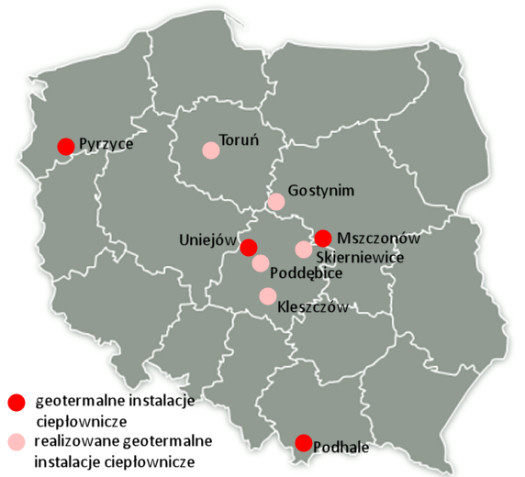 Pyrzyce
Toruń
Gostynim
Uniejów
Mszczonów
Skierniewice
Poddębice
Kleszczów
Podhale
geotermalne instalacje
ciepłownicze
realizowane geotermalne
instalacje ciepłownicze